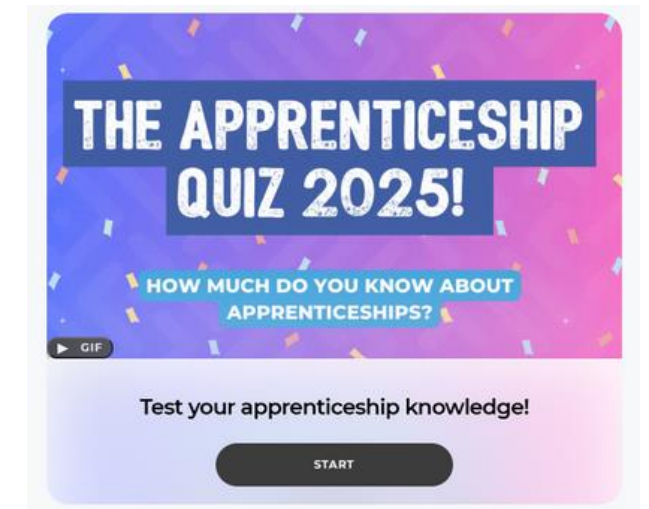 THE APPRENTICESHIP
QUIZ 2025!
HOW MUCH DO YOU KNOW ABOUT
APPRENTICESHIPS?
GIF
Test your apprenticeship knowledge!
START